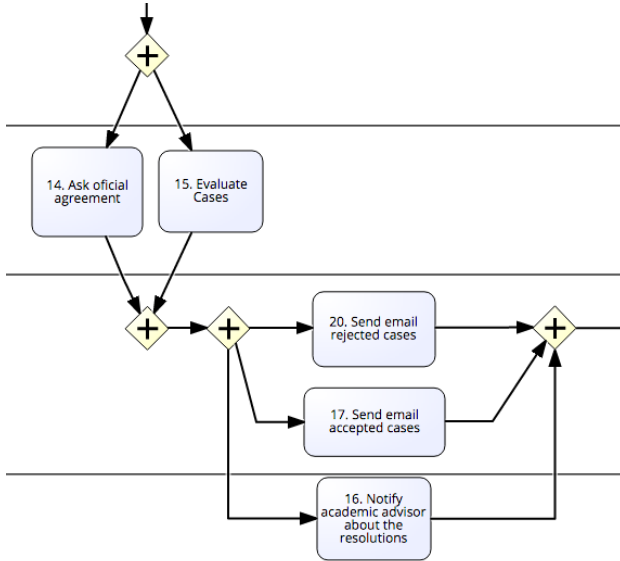 14. Ask oficial
agreement
15. Evaluate
Cases
20. Send email
rejected cases
17. Send email
accepted cases
16. Notify
academic advisor
about the
resolutions